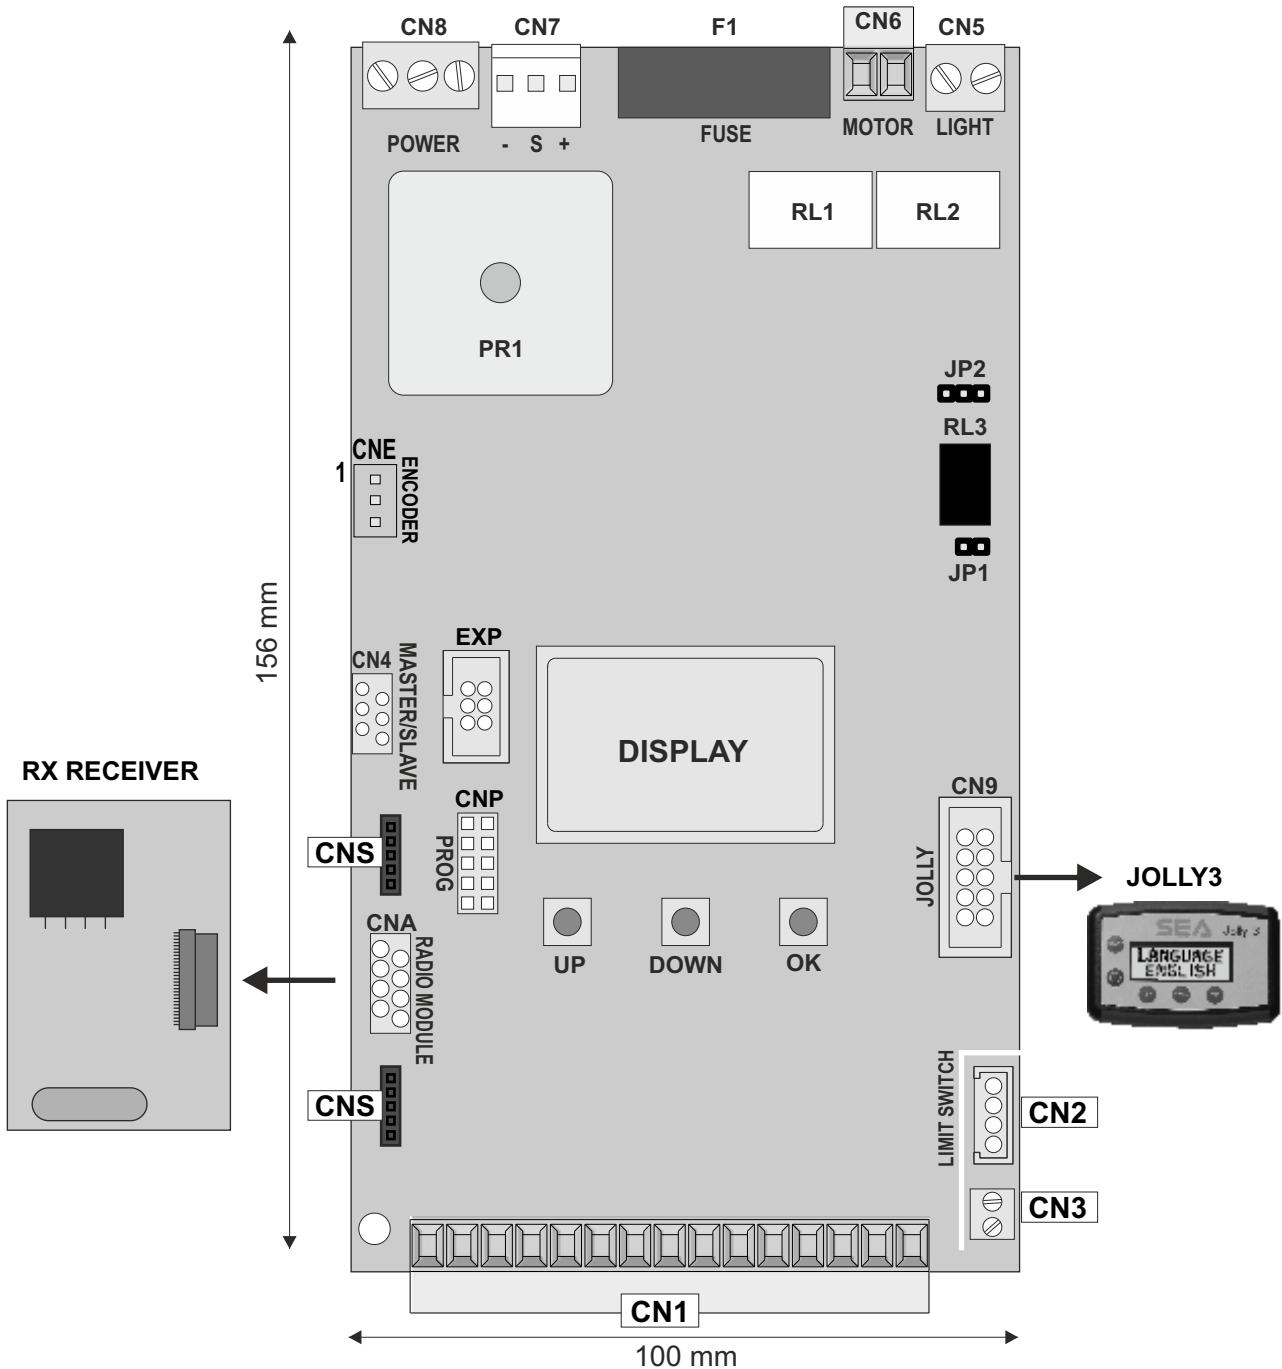 CN8
CN7
F1
CN6
CN5
POWER
- S +
FUSE
MOTOR
LIGHT
RL1
RL2
PR1
JP2
RL3
JP1
CNE
1
ENCODER
156 mm
EXP
CN4
MASTER/SLAVE
DISPLAY
RX RECEIVER
CNS
CNP
PROG
CN9
JOLLY
JOLLY3
SEA Jolly 3
LANGUAGE
ENGLISH
CNA
RADIO MODULE
UP
DOWN
OK
CNS
LIMIT SWITCH
CN2
CN3
CN1
100 mm